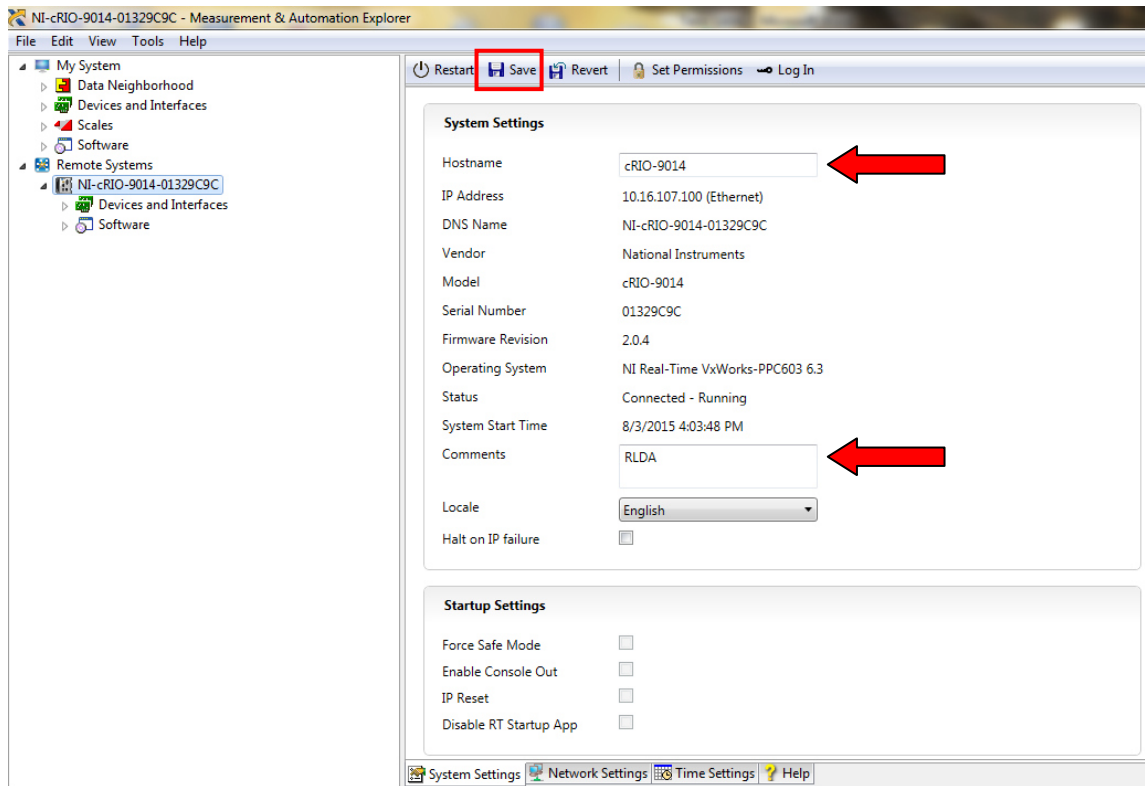 NI-cRIO-9014-01329C9C - Measurement & Automation Explorer
File Edit View Tools Help
My System
Data Neighborhood
Devices and Interfaces
Scales
Software
Remote Systems
NI-cRIO-9014-01329C9C
Devices and Interfaces
Software
Restart Save Revert Set Permissions Log In
System Settings
Hostname cRIO-9014
IP Address 10.16.107.100 (Ethernet)
DNS Name NI-cRIO-9014-01329C9C
Vendor National Instruments
Model cRIO-9014
Serial Number 01329C9C
Firmware Revision 2.0.4
Operating System NI Real-Time VxWorks-PPC603 6.3
Status Connected - Running
System Start Time 8/3/2015 4:03:48 PM
Comments RLDA
Locale English
Halt on IP failure
Startup Settings
Force Safe Mode
Enable Console Out
IP Reset
Disable RT Startup App
System Settings Network Settings Time Settings Help